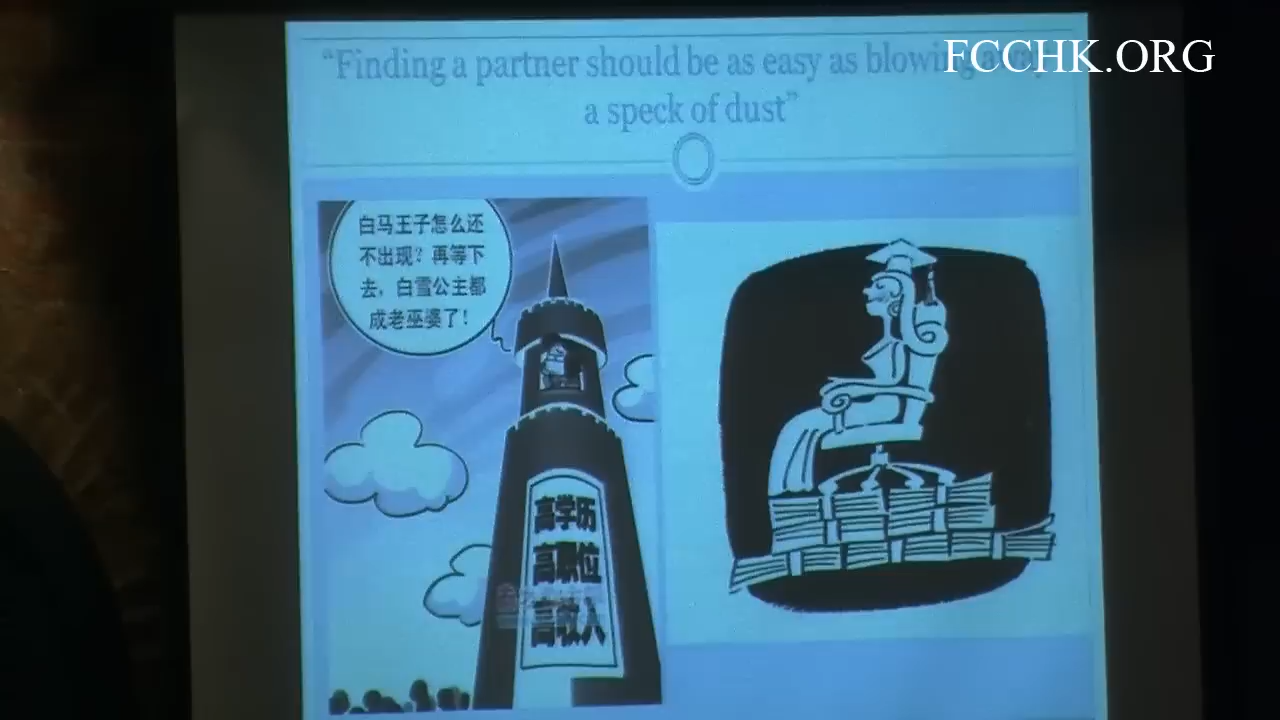 FCCHK.ORG
“Finding a partner should be as easy as blowing
a speck of dust”
白马王子怎么还
不出现？再等下
去，白雪公主都
成老巫婆了！
高学历
高职位
高收入